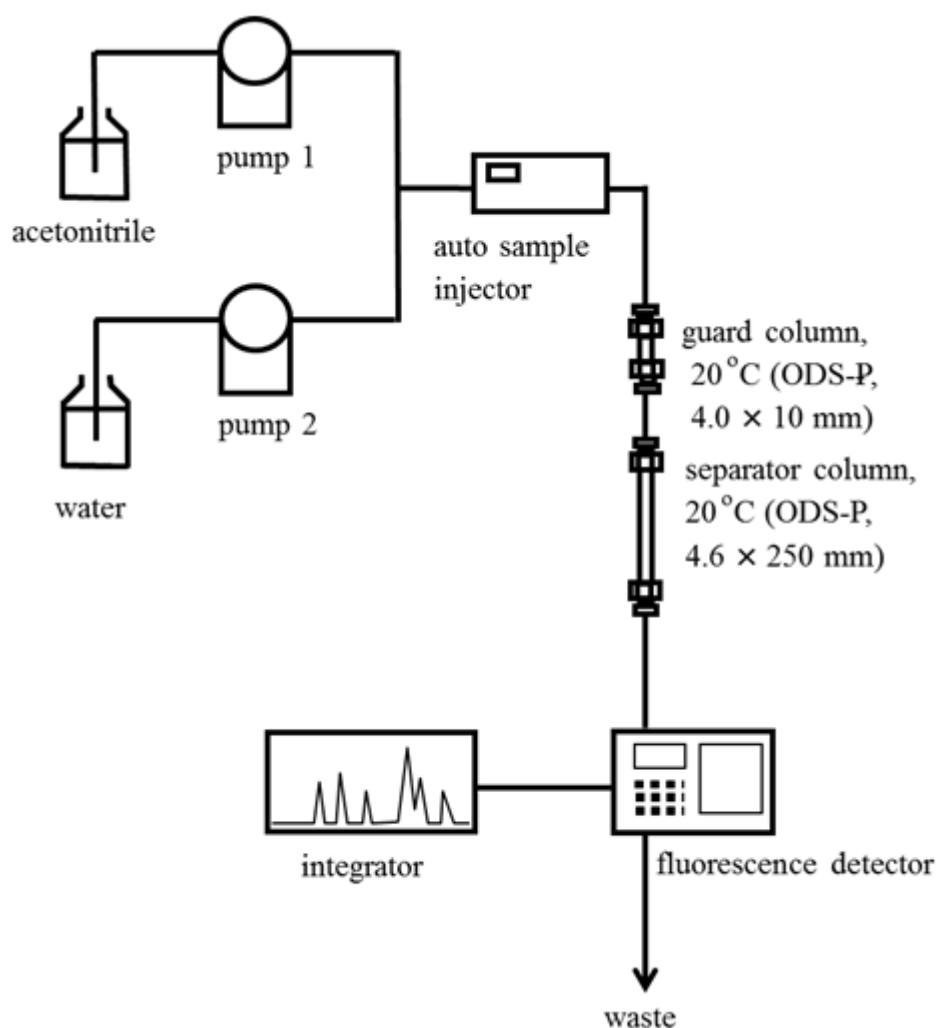 pump 1
acetonitrile
auto sample
injector
pump 2
water
guard column,
20°C (ODS-P,
4.0 × 10 mm)
separator column,
20°C (ODS-P,
4.6 × 250 mm)
integrator
fluorescence detector
waste